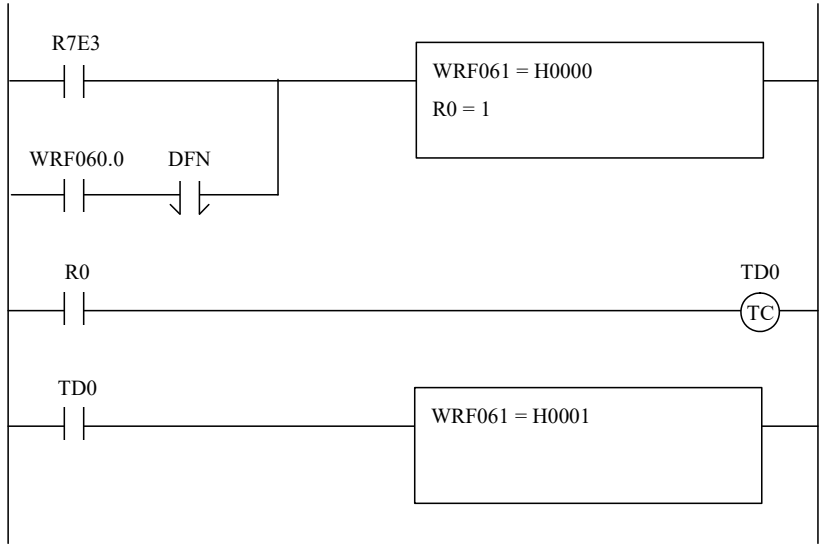 R7E3
WRF061 = H0000
R0 = 1
WRF060.0 DFN
R0 TD0
TC
TD0
WRF061 = H0001